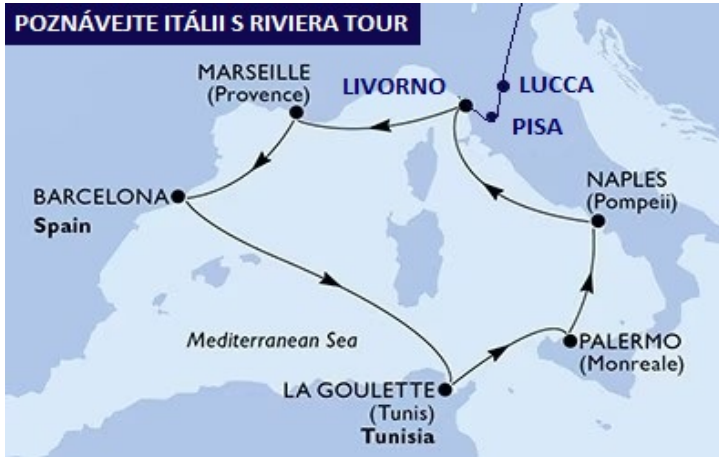 POZNÁVEJTE ITÁLII S RIVIERA TOUR
MARSEILLE
(Provence)
LIVORNO
LUCCA
PISA
BARCELONA
Spain
NAPLES
(Pompeii)
Mediterranean Sea
PALERMO
(Monreale)
LA GOULETTE
(Tunis)
Tunisia